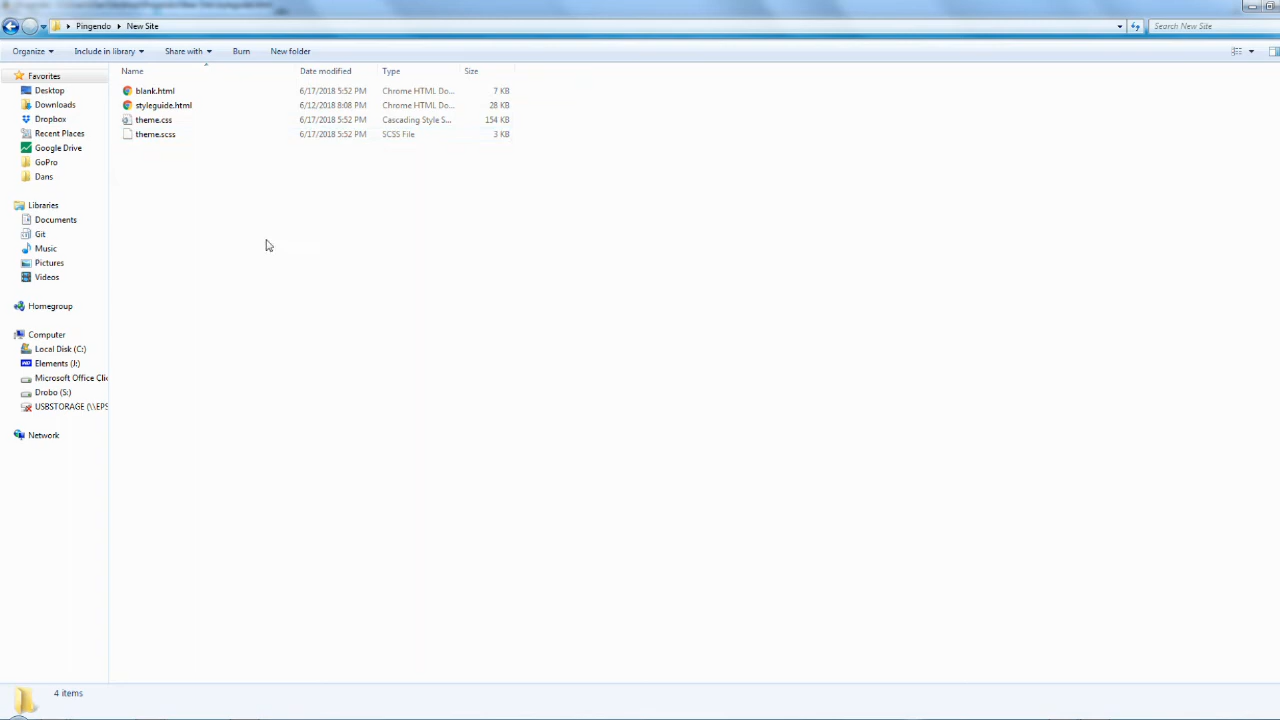 Pingendo New Site
Search New Site
Organize Include in library Share with Burn New folder
Name Date modified Type Size
Favorites
Desktop
Downloads
Dropbox
Recent Places
Google Drive
GoPro
Dans
Libraries
Documents
Git
Music
Pictures
Videos
Homegroup
Computer
Local Disk (C:)
Elements (J:)
Microsoft Office Clic
Drobo (S:)
USBSTORAGE (\\EPS
Network
blank.html 6/17/2018 5:52 PM Chrome HTML Do... 7 KB
styleguide.html 6/12/2018 8:08 PM Chrome HTML Do... 28 KB
theme.css 6/17/2018 5:52 PM Cascading Style S... 154 KB
theme.scss 6/17/2018 5:52 PM SCSS File 3 KB
4 items